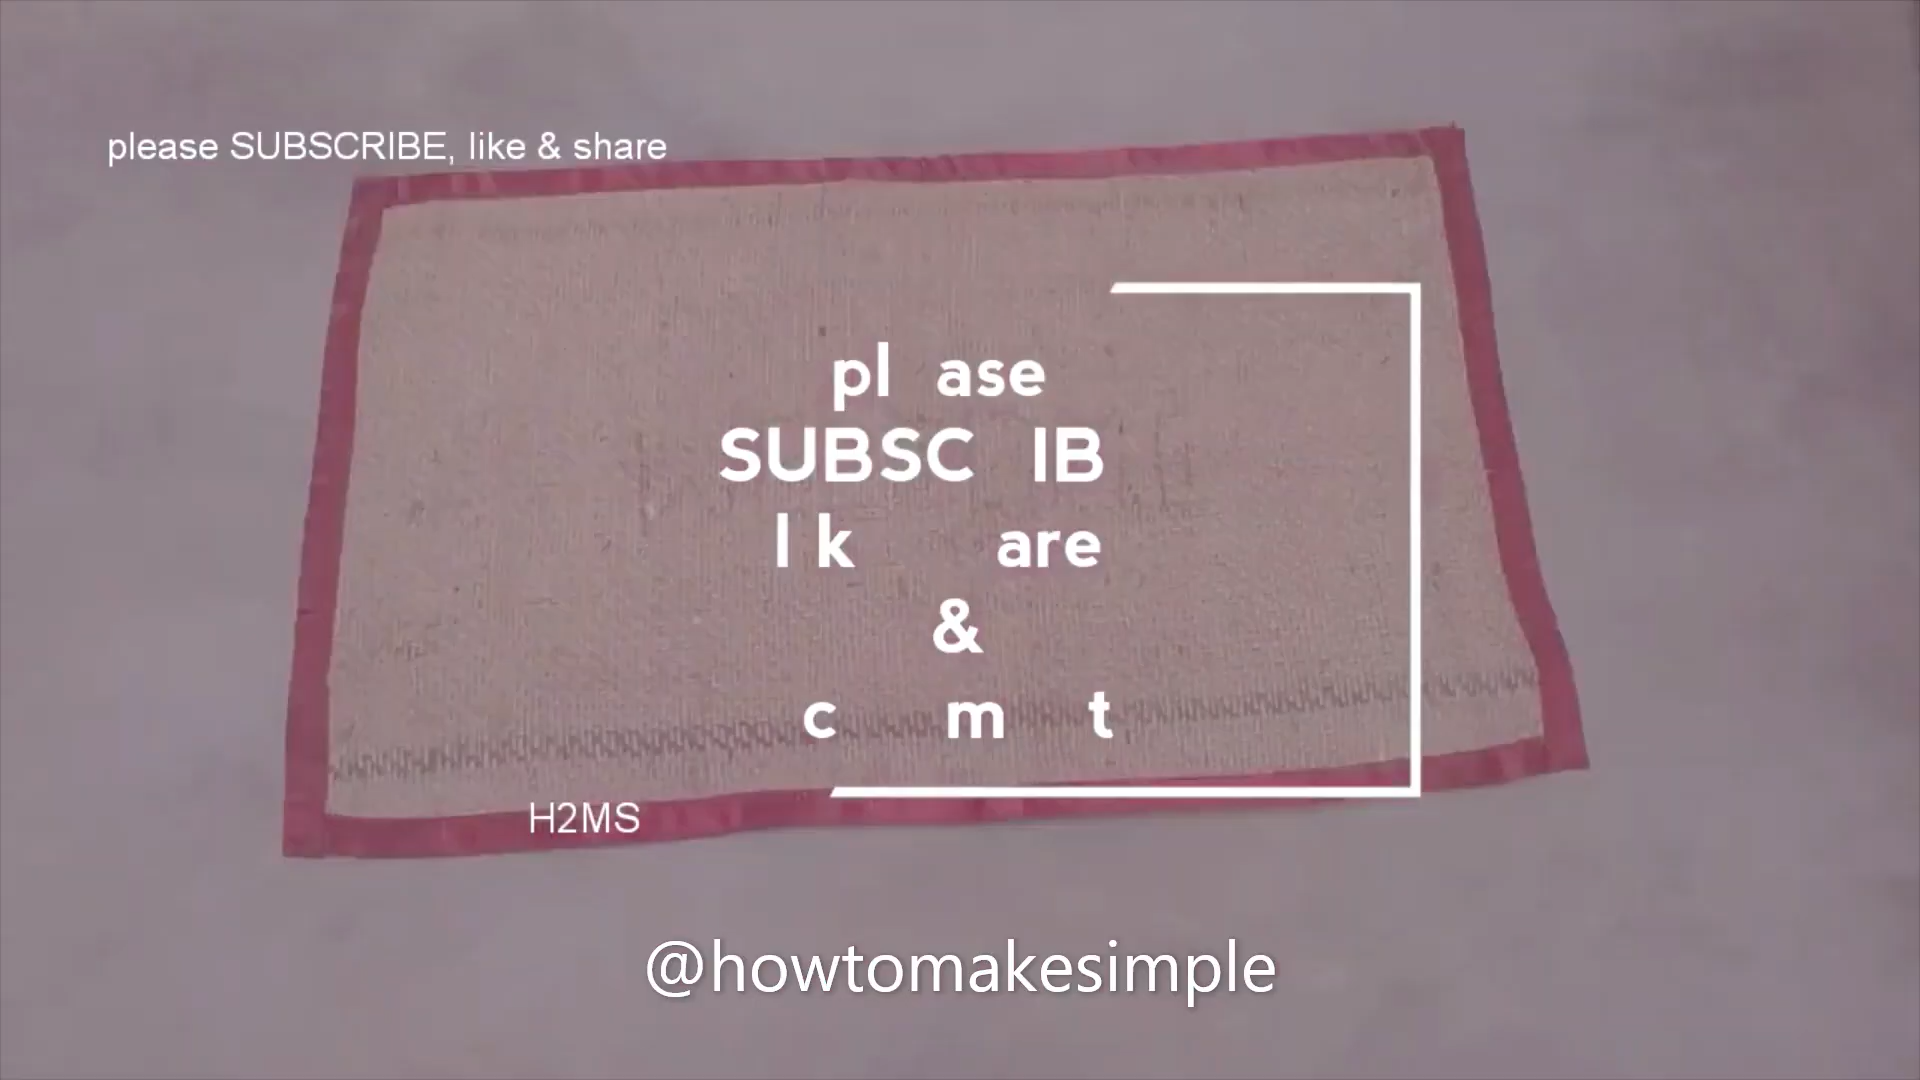 please SUBSCRIBE, like & share
pl ase
SUBSC IB
l k are
&
c m t
H2MS
@howtomakesimple